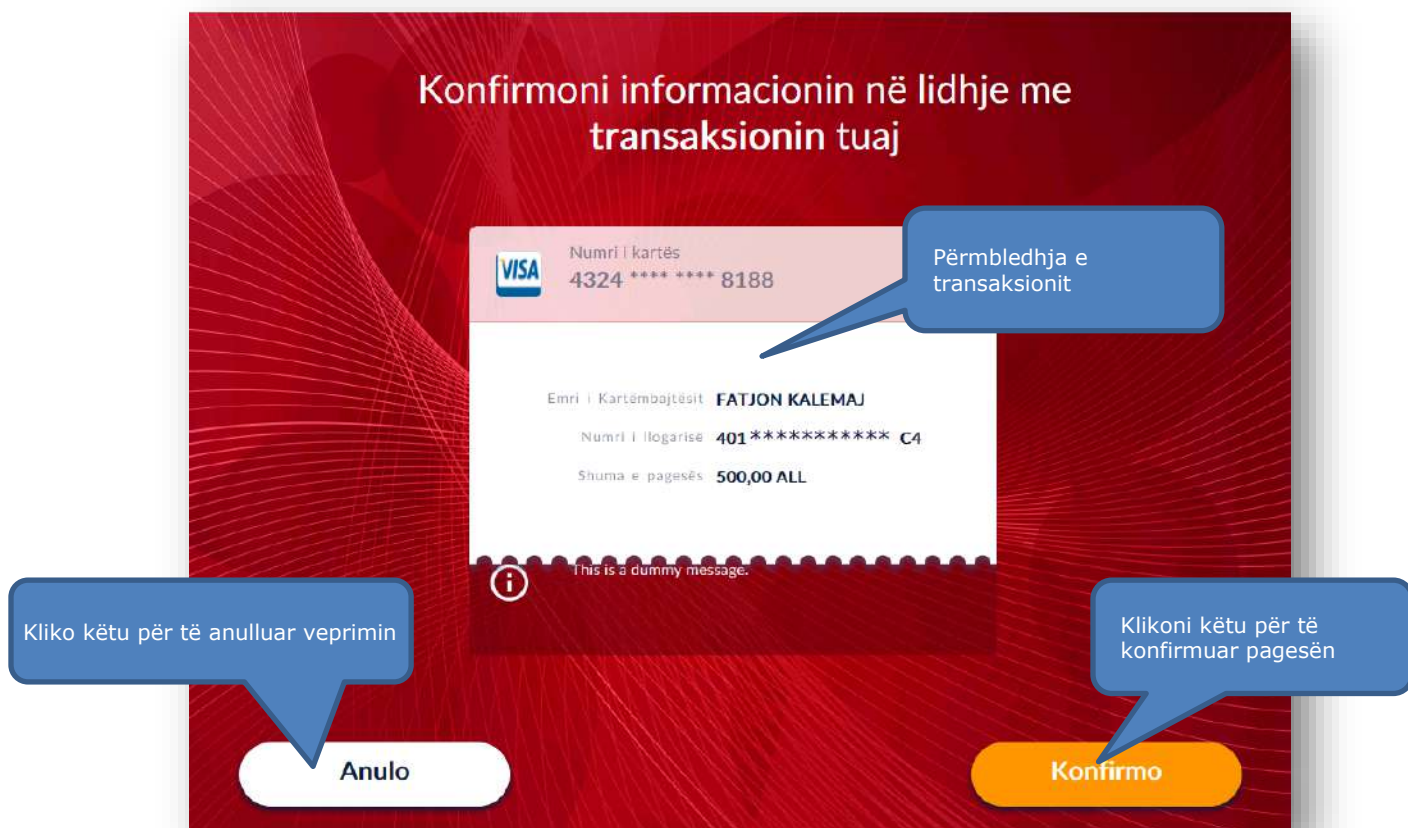 Konfirmoni informacionin në lidhje me
transaksionin tuaj
VISA
Numri i kartës
4324 **** **** 8188
Përmbledhja e
transaksionit
Emri i Kartëmbajtësit FATJON KALEMAJ
Numri i llogarisë 401*********** C4
Shuma e pagesës 500,00 ALL
This is a dummy message.
Kliko këtu për të anulluar veprimin
Klikoni këtu për të
konfirmuar pagesën
Anulo
Konfirmo